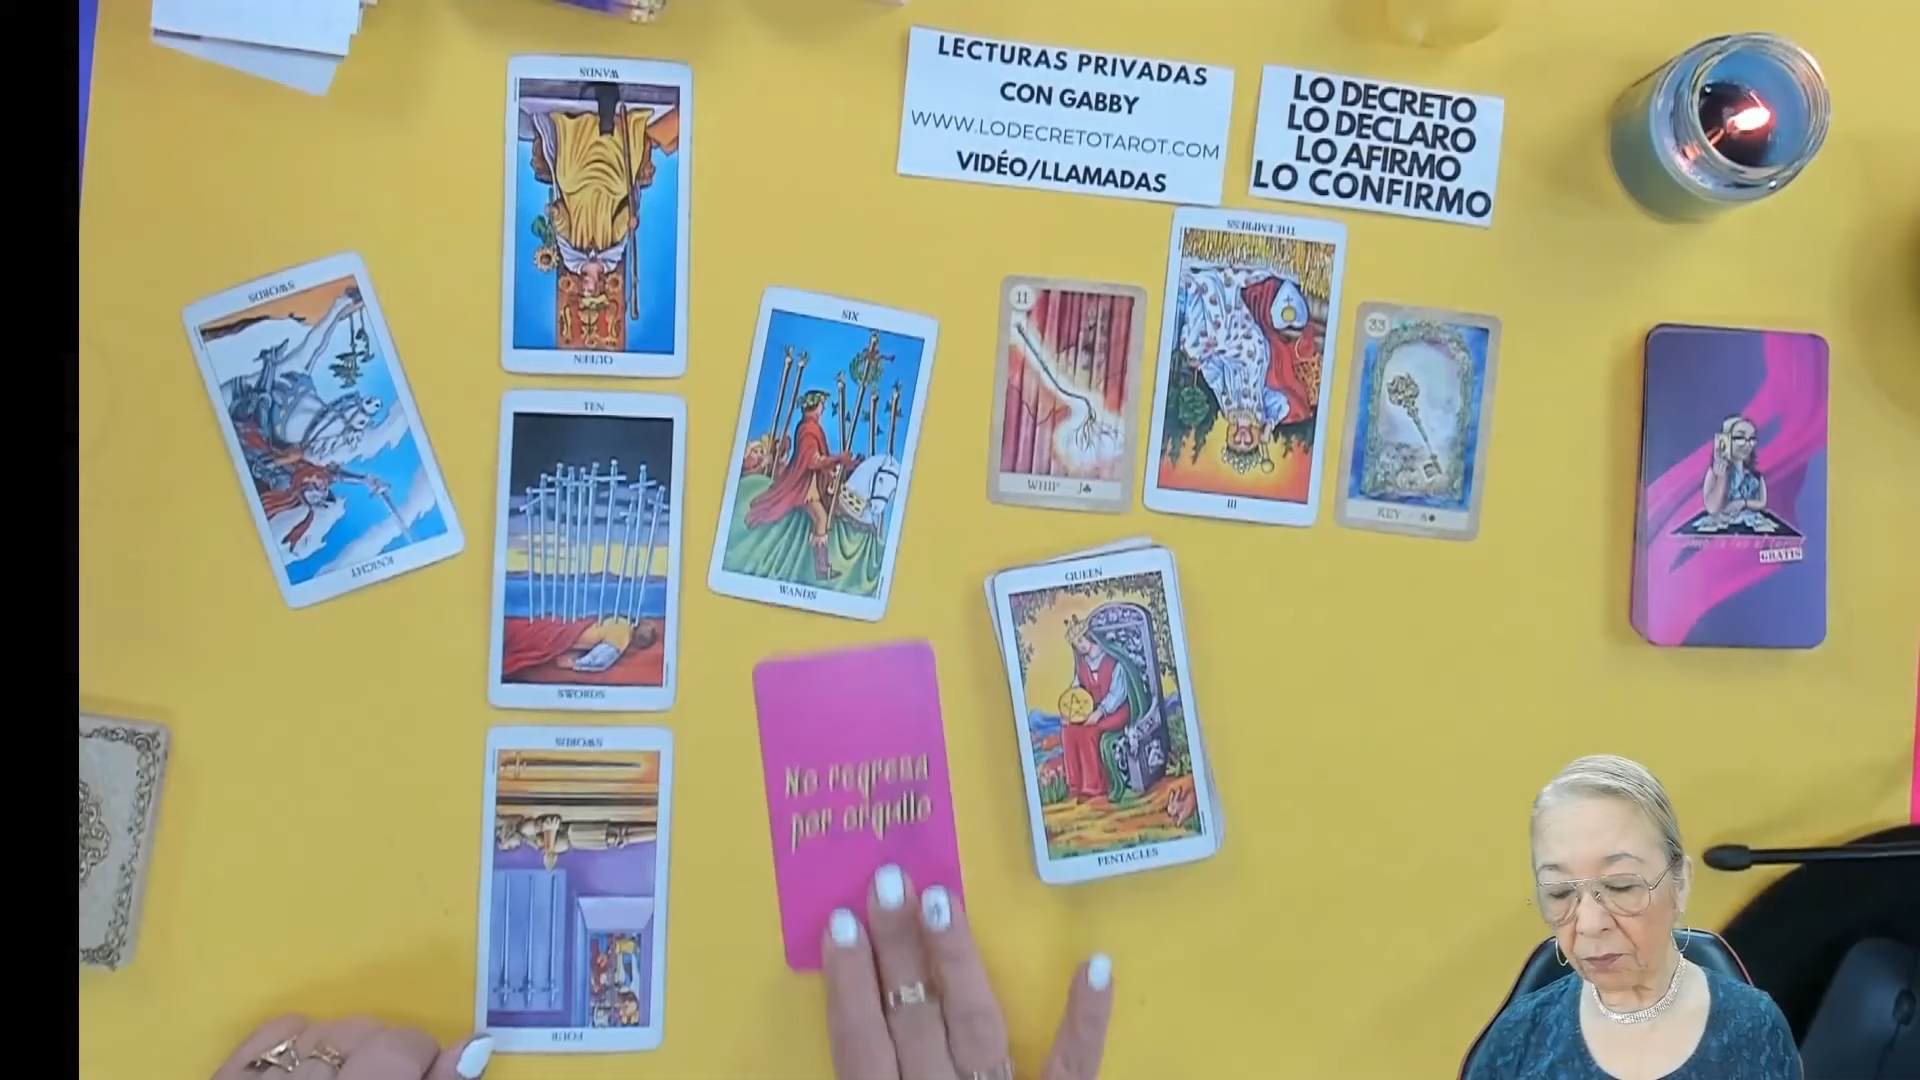 LECTURAS PRIVADAS
CON GABBY
WWW.LODECRETOTAROT.COM
VIDÉO/LLAMADAS
LO DECRETO
LO DECLARO
LO AFIRMO
LO CONFIRMO
WANDS
QUEEN
SWORDS
KNIGHT
TEN
SWORDS
SIX
WANDS
SWORDS
FOUR
11
WHIP J♣
THE EMPRESS
III
33
KEY 8♦
QUEEN
PENTACLES
No regresa
por orgullo
GRATIS